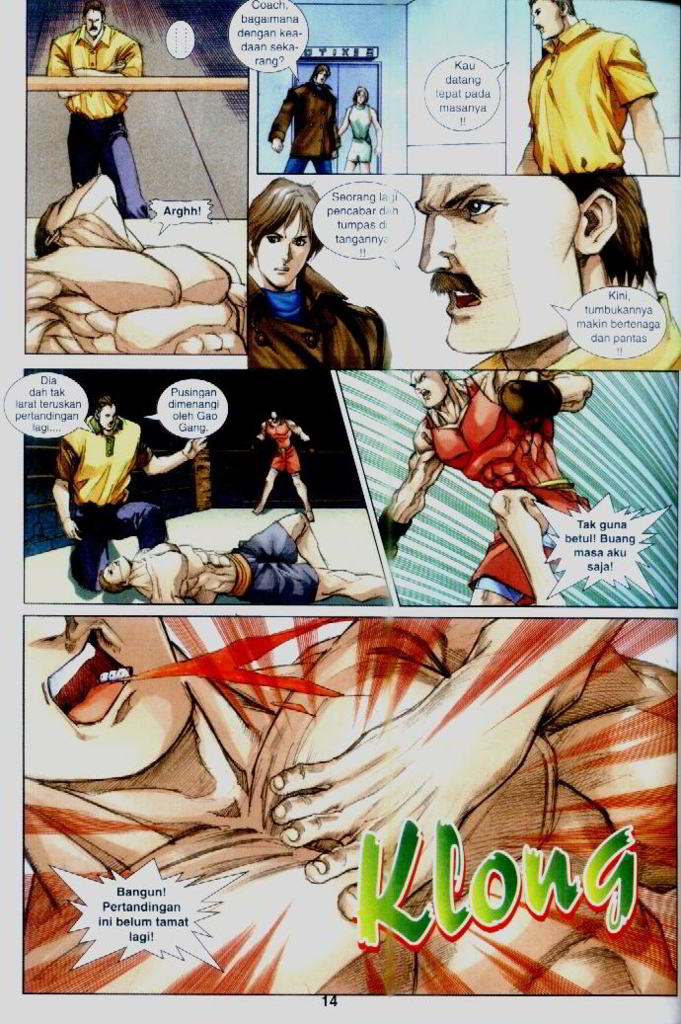 Arghh!
Coach,
bagaimana
dengan kea-
daan seka-
rang?
Kau
datang
tepat pada
masanya
!!
Seorang lagi
pencabar
tumpas di
tangannya
!!
Kini,
tumbukannya
makin bertenaga
dan pantas
!!
Dia
dah tak
larat teruskan
pertandingan
lagi....
Pusingan
dimenangi
oleh Gao
Gang.
Tak guna
betul! Buang
masa aku
saja!
Bangun!
Pertandingan
ini belum tamat
lagi!
Klong
14